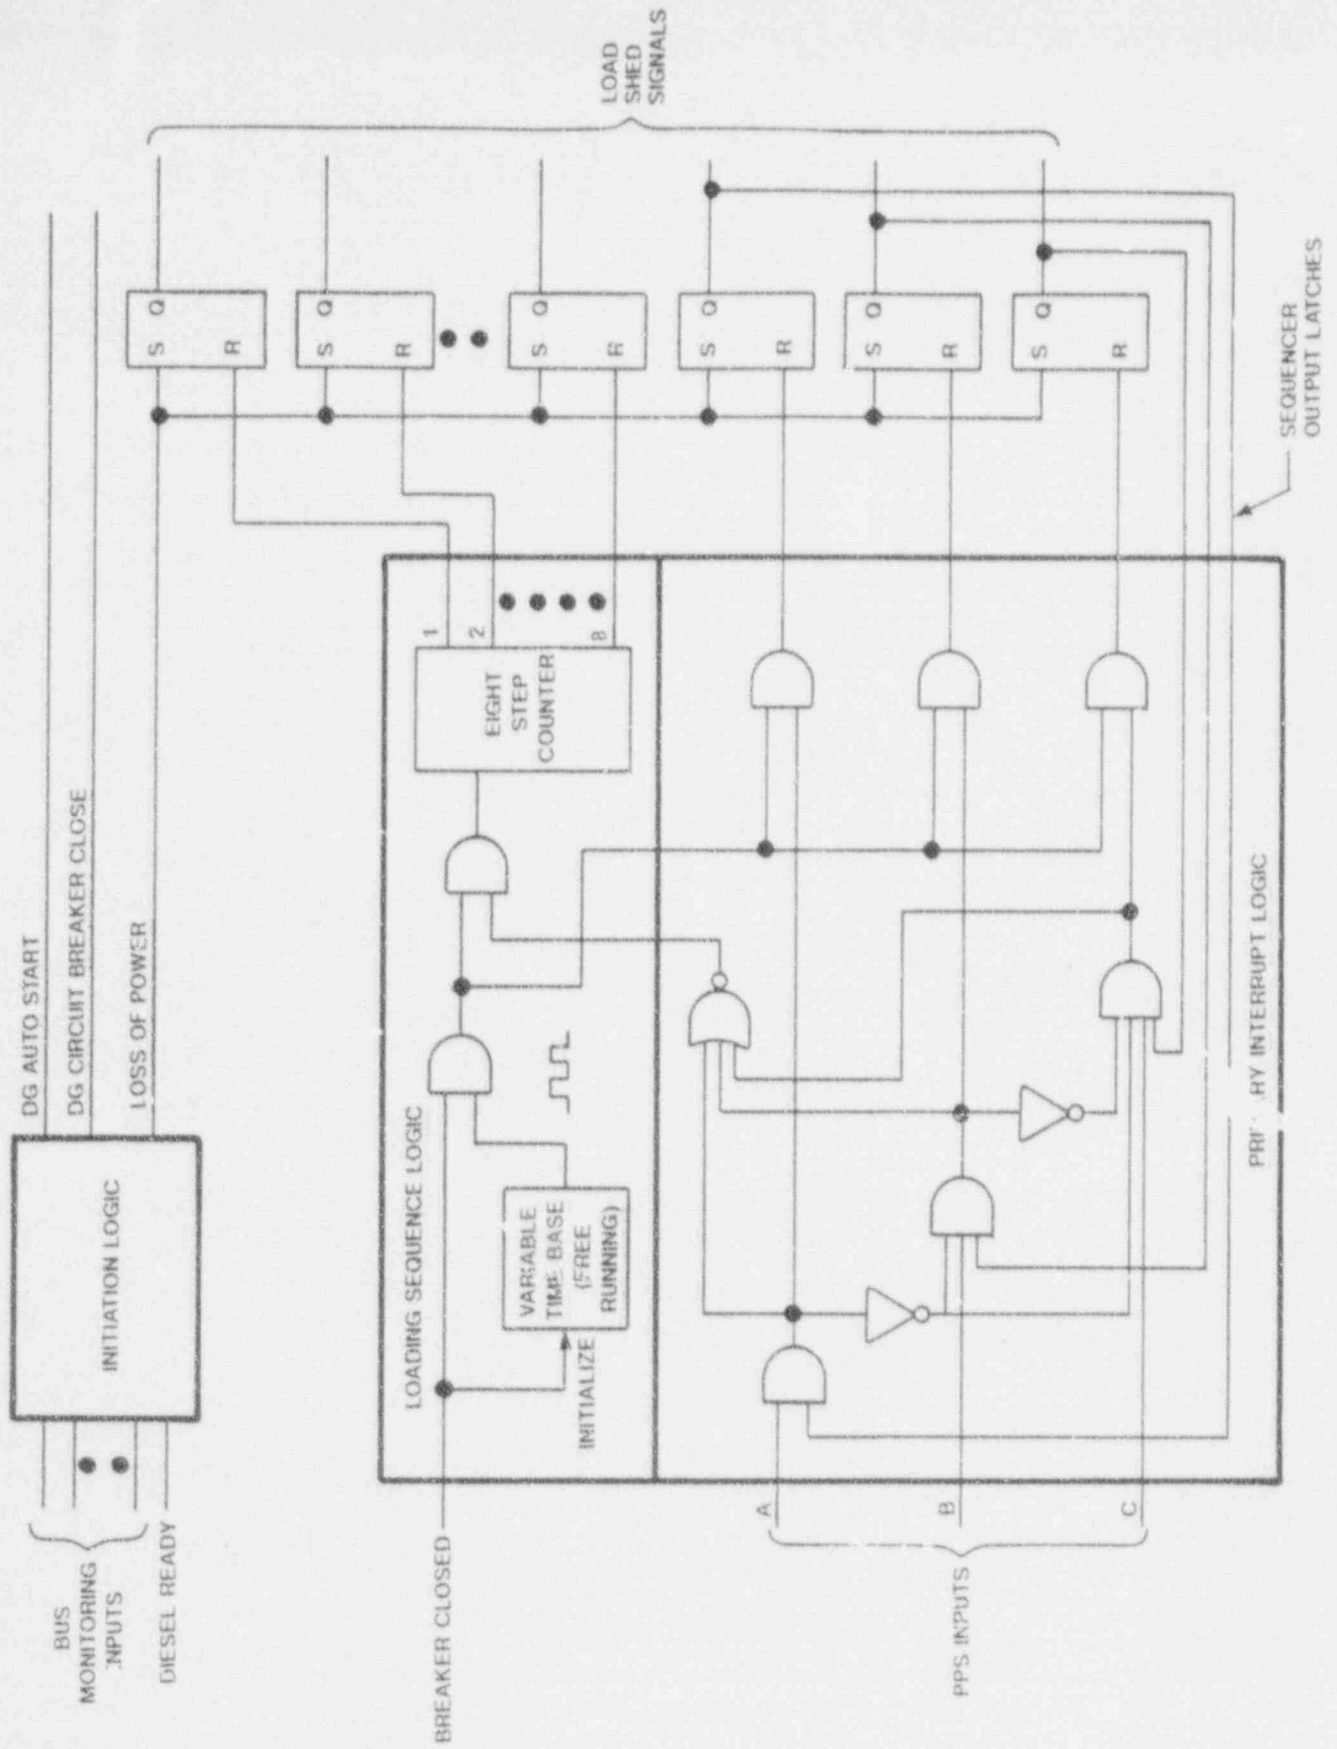 DG AUTO START
DG CIRCUIT BREAKER CLOSE
LOSS OF POWER
INITIATION LOGIC
BUS
MONITORING
INPUTS
DIESEL READY
LOAD
SHED
SIGNALS
S Q
R
S Q
R
S Q
R
S Q
R
S Q
R
S Q
R
SEQUENCER
OUTPUT LATCHES
BREAKER CLOSED
LOADING SEQUENCE LOGIC
INITIALIZE
VARIABLE
TIME BASE
(FREE
RUNNING)
EIGHT
STEP
COUNTER
1
2
8
PPS INPUTS
A
B
C
INTERRUPT LOGIC